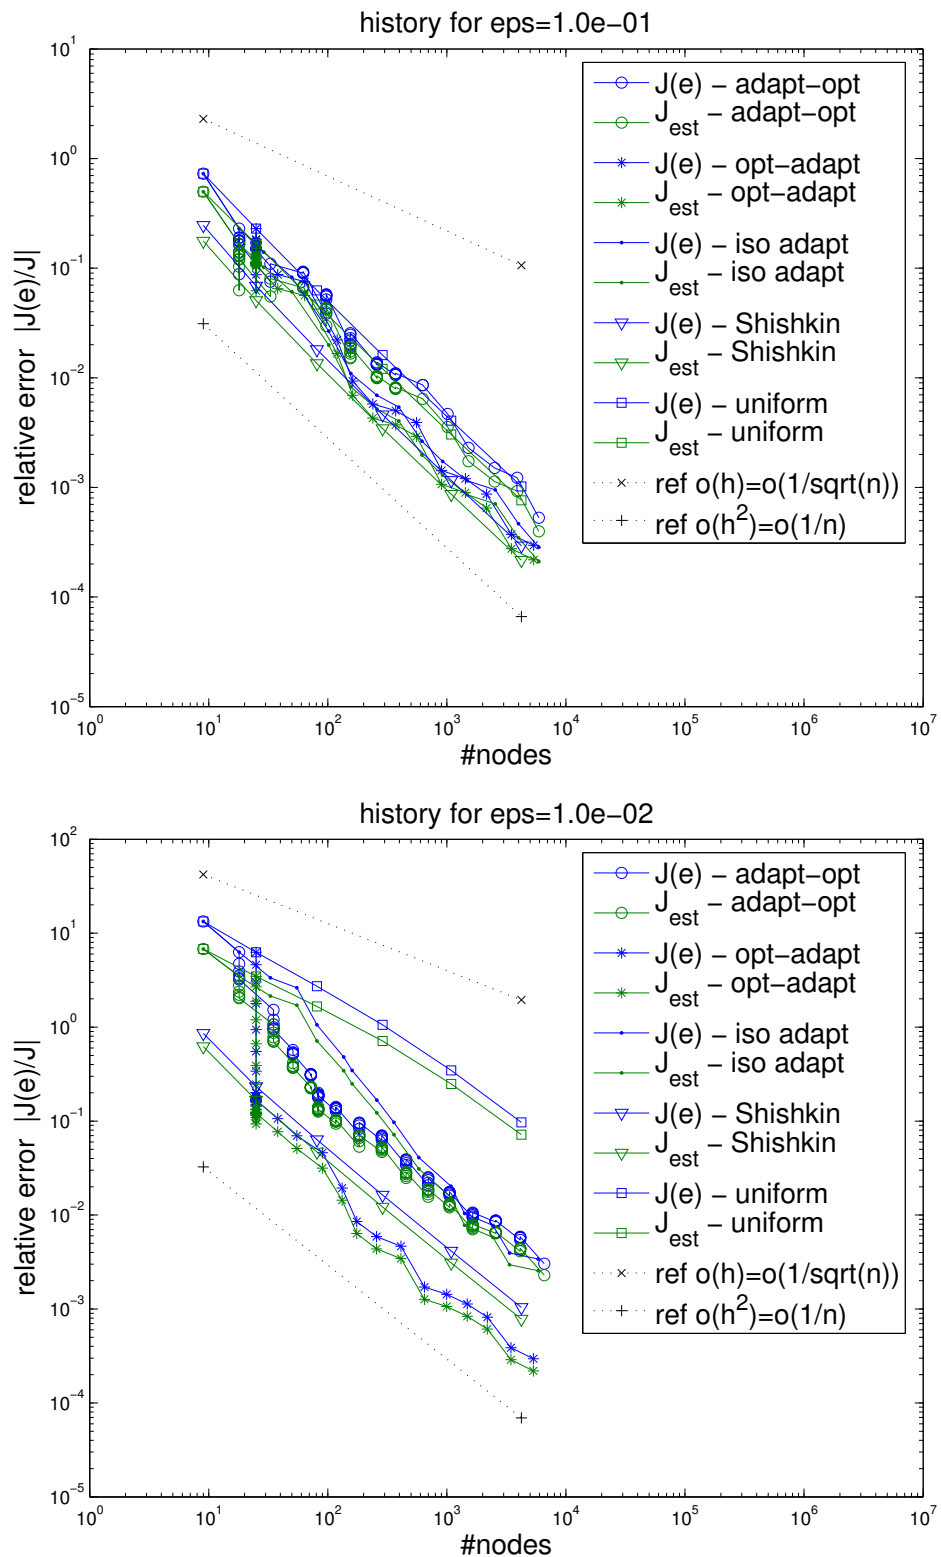 history for eps=1.0e−01
10^1
10^0
10^−1
10^−2
10^−3
10^−4
10^−5
relative error |J(e)/J|
J(e) − adapt−opt
J_est − adapt−opt
J(e) − opt−adapt
J_est − opt−adapt
J(e) − iso adapt
J_est − iso adapt
J(e) − Shishkin
J_est − Shishkin
J(e) − uniform
J_est − uniform
ref o(h)=o(1/sqrt(n))
ref o(h^2)=o(1/n)
10^0 10^1 10^2 10^3 10^4 10^5 10^6 10^7
#nodes
history for eps=1.0e−02
10^2
10^1
10^0
10^−1
10^−2
10^−3
10^−4
10^−5
relative error |J(e)/J|
J(e) − adapt−opt
J_est − adapt−opt
J(e) − opt−adapt
J_est − opt−adapt
J(e) − iso adapt
J_est − iso adapt
J(e) − Shishkin
J_est − Shishkin
J(e) − uniform
J_est − uniform
ref o(h)=o(1/sqrt(n))
ref o(h^2)=o(1/n)
10^0 10^1 10^2 10^3 10^4 10^5 10^6 10^7
#nodes